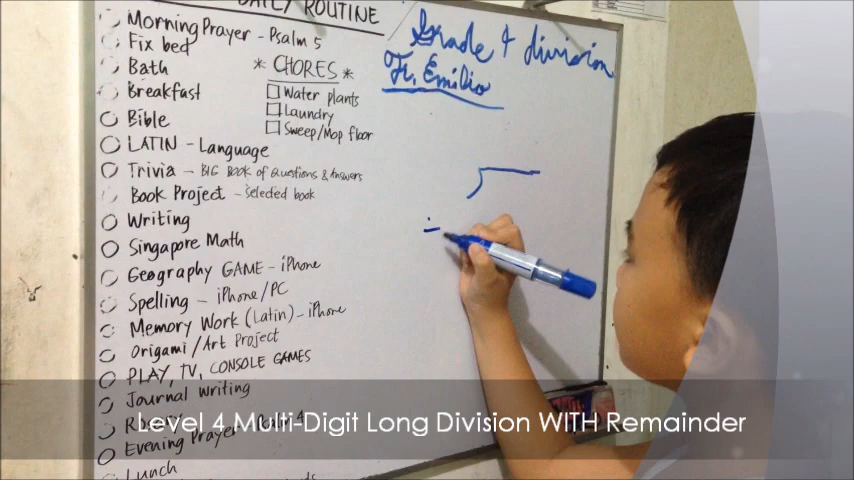 DAILY ROUTINE
Morning Prayer - Psalm 5
Fix bed
Bath
Breakfast
Bible
LATIN - Language
Trivia - BIG BOOK of Questions & Answers
Book Project - selected book
Writing
Singapore Math
Geography GAME - iPhone
Spelling - iPhone/PC
Memory Work (Latin) - iPhone
Origami/Art Project
PLAY, TV, CONSOLE GAMES
Journal Writing
Evening Prayer
Lunch
* CHORES *
Water plants
Laundry
Sweep/Mop floor
Grade 4 division
Tr. Emilio
÷
Level 4 Multi-Digit Long Division WITH Remainder